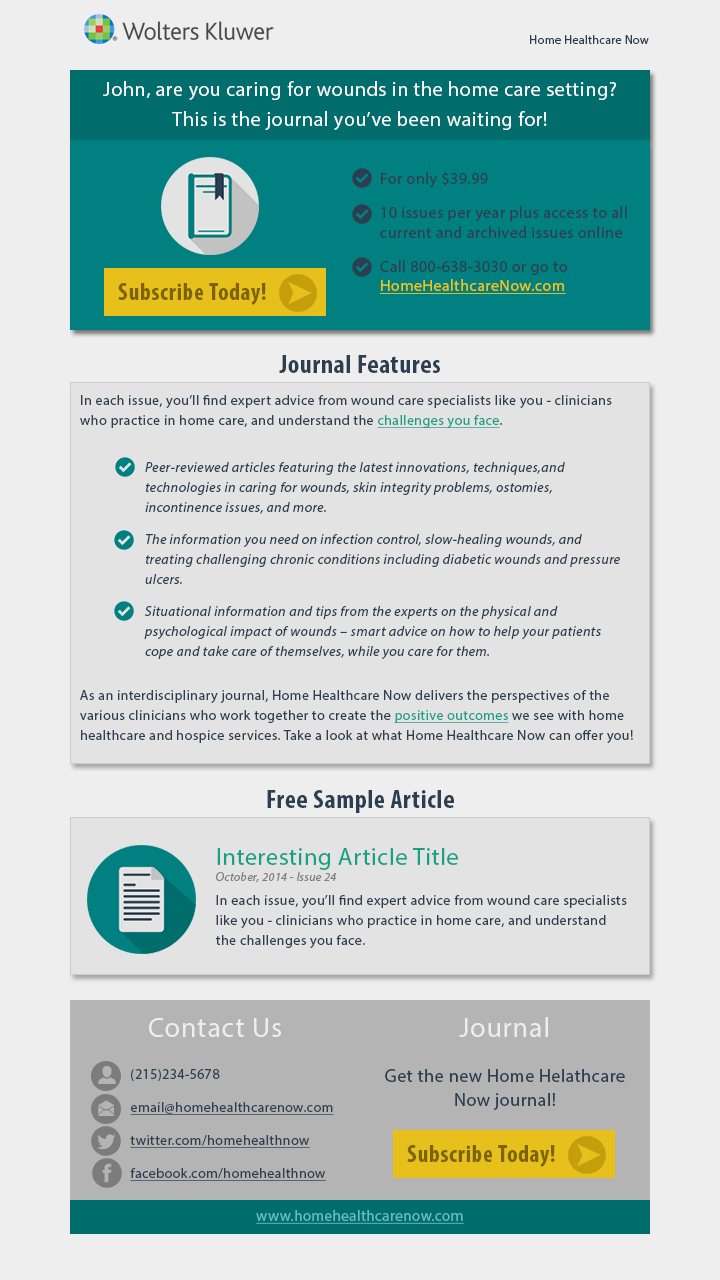 Wolters Kluwer
Home Healthcare Now
John, are you caring for wounds in the home care setting?
This is the journal you’ve been waiting for!
Subscribe Today!
For only $39.99
10 issues per year plus access to all
current and archived issues online
Call 800-638-3030 or go to
HomeHealthcareNow.com
Journal Features
In each issue, you’ll find expert advice from wound care specialists like you - clinicians
who practice in home care, and understand the challenges you face.
Peer-reviewed articles featuring the latest innovations, techniques,and
technologies in caring for wounds, skin integrity problems, ostomies,
incontinence issues, and more.
The information you need on infection control, slow-healing wounds, and
treating challenging chronic conditions including diabetic wounds and pressure
ulcers.
Situational information and tips from the experts on the physical and
psychological impact of wounds – smart advice on how to help your patients
cope and take care of themselves, while you care for them.
As an interdisciplinary journal, Home Healthcare Now delivers the perspectives of the
various clinicians who work together to create the positive outcomes we see with home
healthcare and hospice services. Take a look at what Home Healthcare Now can offer you!
Free Sample Article
Interesting Article Title
October, 2014 - Issue 24
In each issue, you’ll find expert advice from wound care specialists
like you - clinicians who practice in home care, and understand
the challenges you face.
Contact Us
(215)234-5678
email@homehealthcarenow.com
twitter.com/homehealthnow
facebook.com/homehealthnow
Journal
Get the new Home Helathcare
Now journal!
Subscribe Today!
www.homehealthcarenow.com